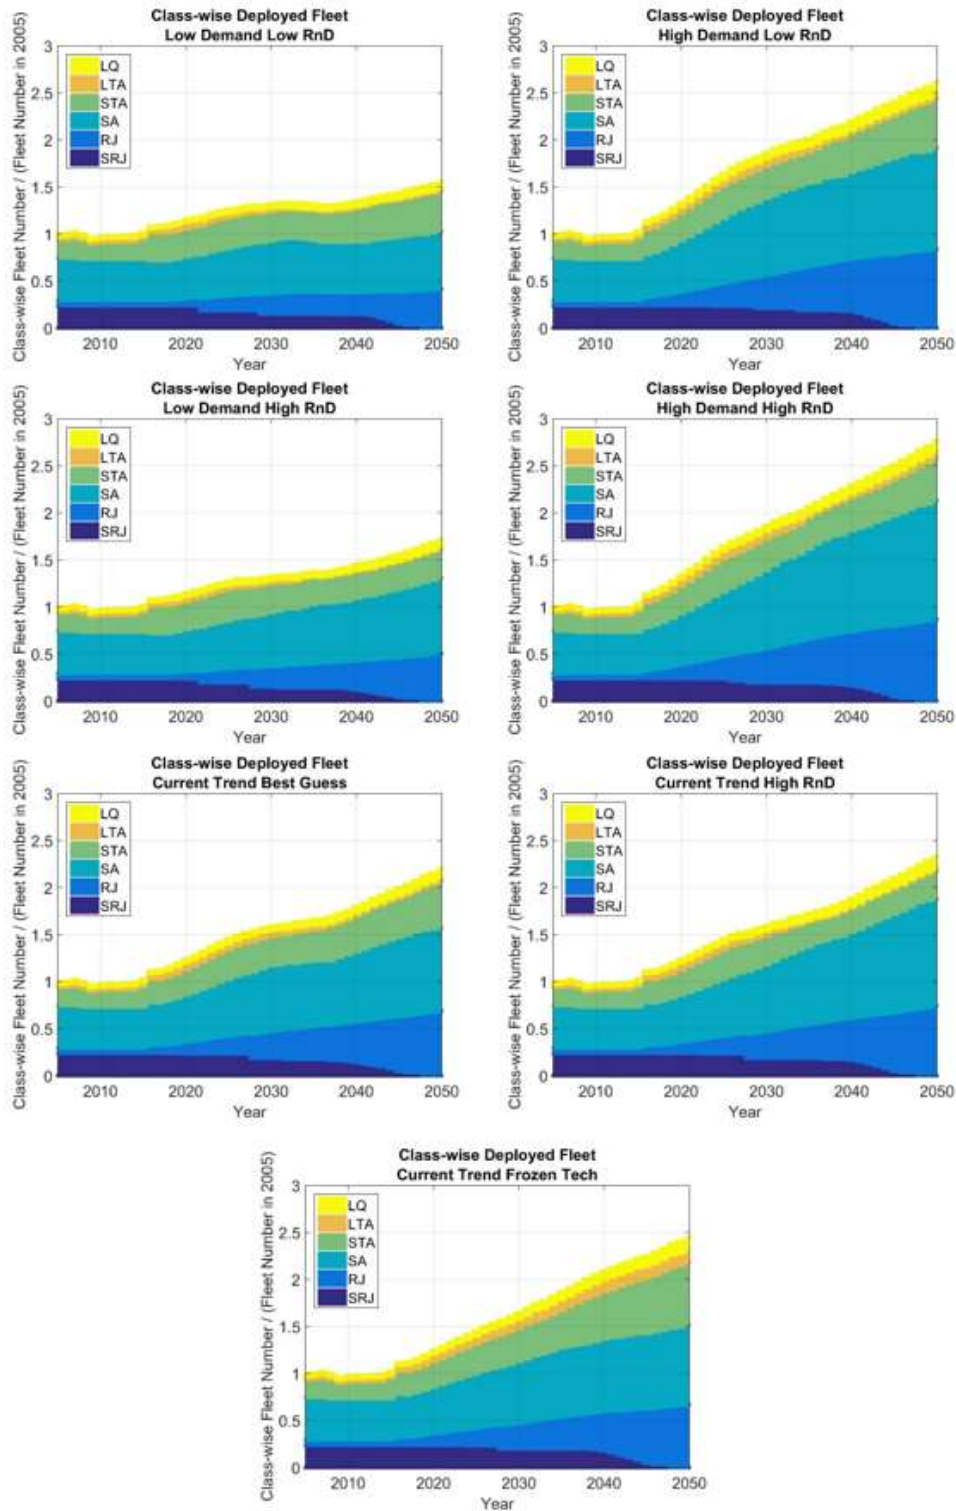 Class-wise Deployed Fleet
Low Demand Low RnD
Class-wise Fleet Number / (Fleet Number in 2005)
3
2.5
2
1.5
1
0.5
0
LQ
LTA
STA
SA
RJ
SRJ
2010 2020 2030 2040 2050
Year
Class-wise Deployed Fleet
High Demand Low RnD
Class-wise Fleet Number / (Fleet Number in 2005)
3
2.5
2
1.5
1
0.5
0
LQ
LTA
STA
SA
RJ
SRJ
2010 2020 2030 2040 2050
Year
Class-wise Deployed Fleet
Low Demand High RnD
Class-wise Fleet Number / (Fleet Number in 2005)
3
2.5
2
1.5
1
0.5
0
LQ
LTA
STA
SA
RJ
SRJ
2010 2020 2030 2040 2050
Year
Class-wise Deployed Fleet
High Demand High RnD
Class-wise Fleet Number / (Fleet Number in 2005)
3
2.5
2
1.5
1
0.5
0
LQ
LTA
STA
SA
RJ
SRJ
2010 2020 2030 2040 2050
Year
Class-wise Deployed Fleet
Current Trend Best Guess
Class-wise Fleet Number / (Fleet Number in 2005)
3
2.5
2
1.5
1
0.5
0
LQ
LTA
STA
SA
RJ
SRJ
2010 2020 2030 2040 2050
Year
Class-wise Deployed Fleet
Current Trend High RnD
Class-wise Fleet Number / (Fleet Number in 2005)
3
2.5
2
1.5
1
0.5
0
LQ
LTA
STA
SA
RJ
SRJ
2010 2020 2030 2040 2050
Year
Class-wise Deployed Fleet
Current Trend Frozen Tech
Class-wise Fleet Number / (Fleet Number in 2005)
3
2.5
2
1.5
1
0.5
0
LQ
LTA
STA
SA
RJ
SRJ
2010 2020 2030 2040 2050
Year